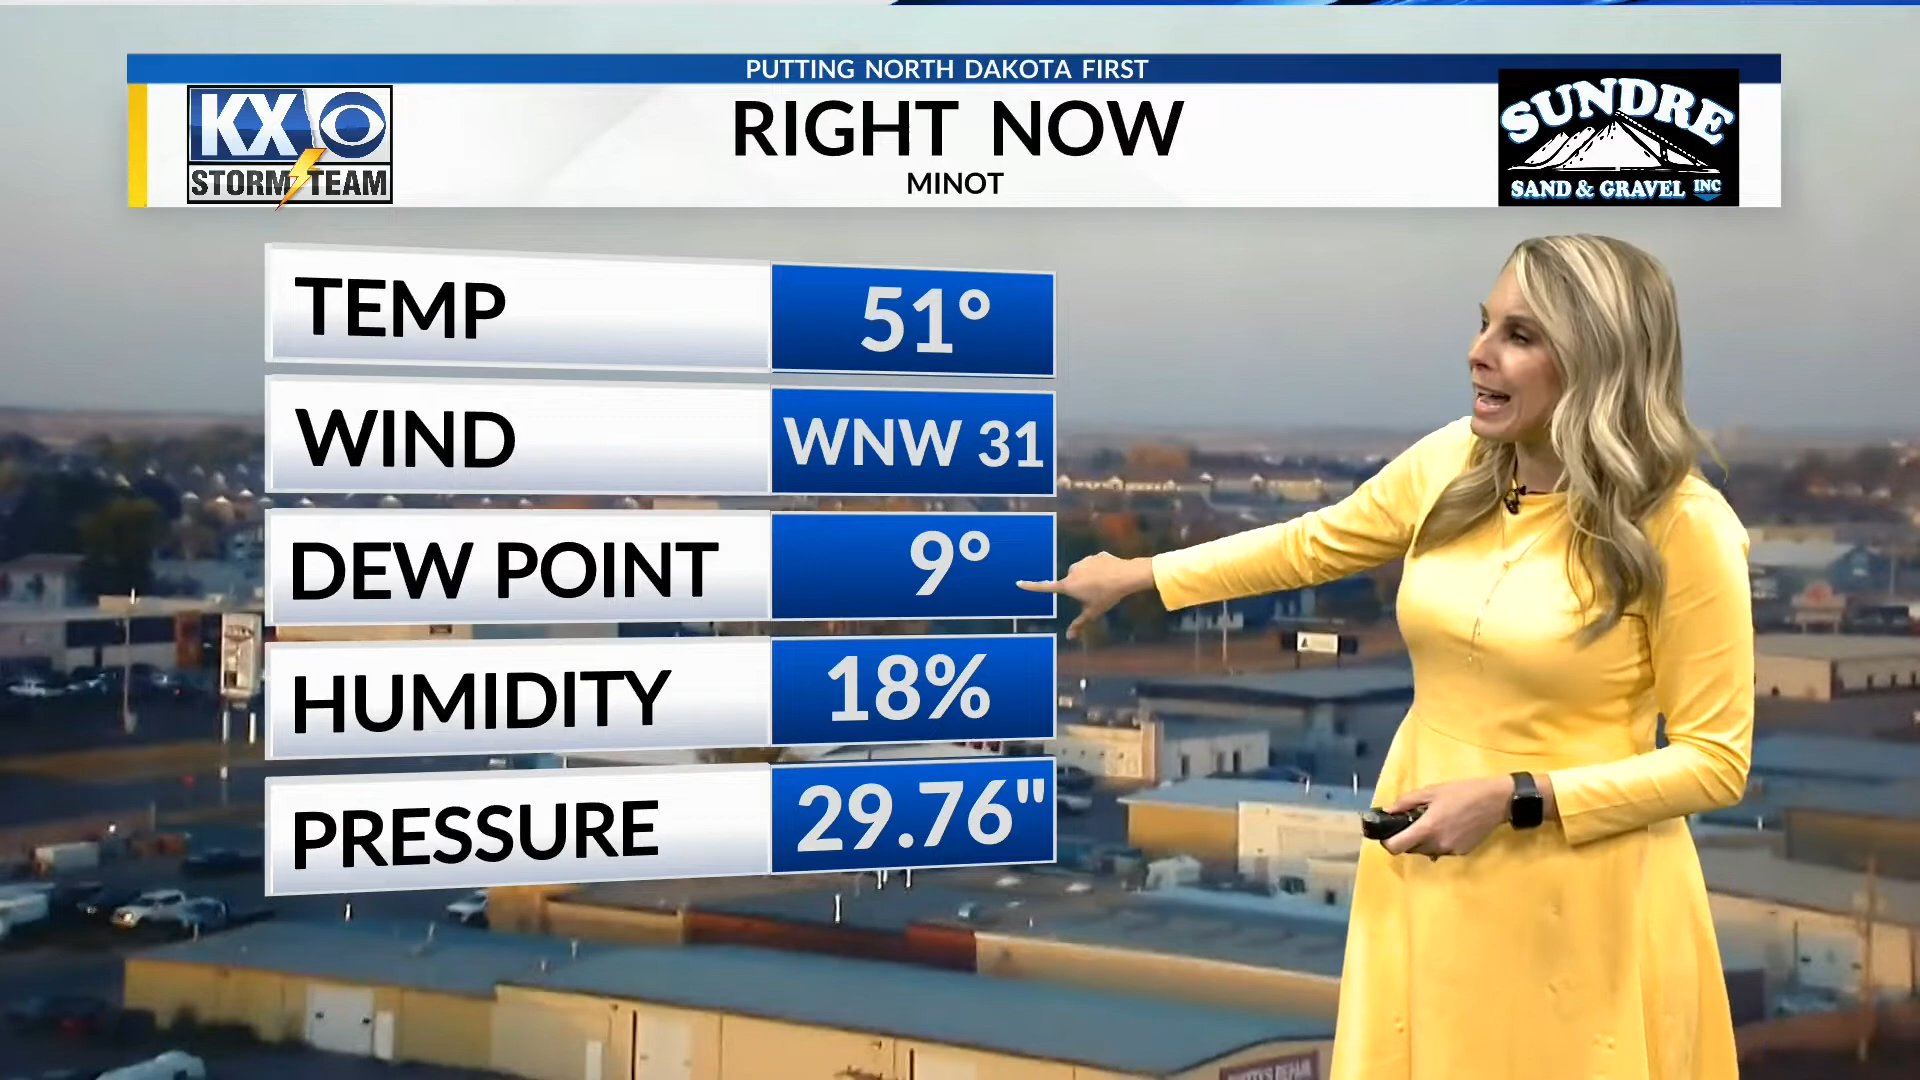 PUTTING NORTH DAKOTA FIRST
KX
STORM TEAM
RIGHT NOW
MINOT
SUNDRE
SAND & GRAVEL INC
TEMP 51°
WIND WNW 31
DEW POINT 9°
HUMIDITY 18%
PRESSURE 29.76"